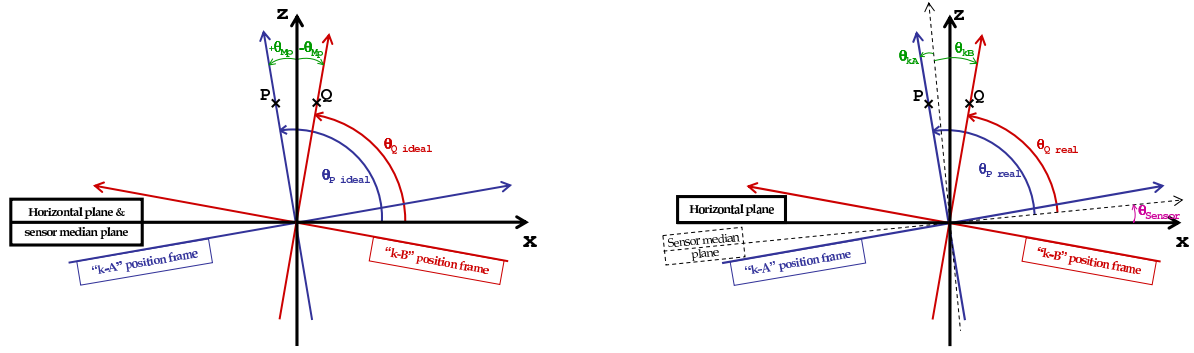 z
+θMp -θMp
P
Q
θQ ideal
θP ideal
Horizontal plane &
sensor median plane
x
“k-A” position frame
“k-B” position frame
z
θkA
θkB
P
Q
θQ real
θP real
Horizontal plane
θSensor
x
Sensor median
plane
“k-A” position frame
“k-B” position frame